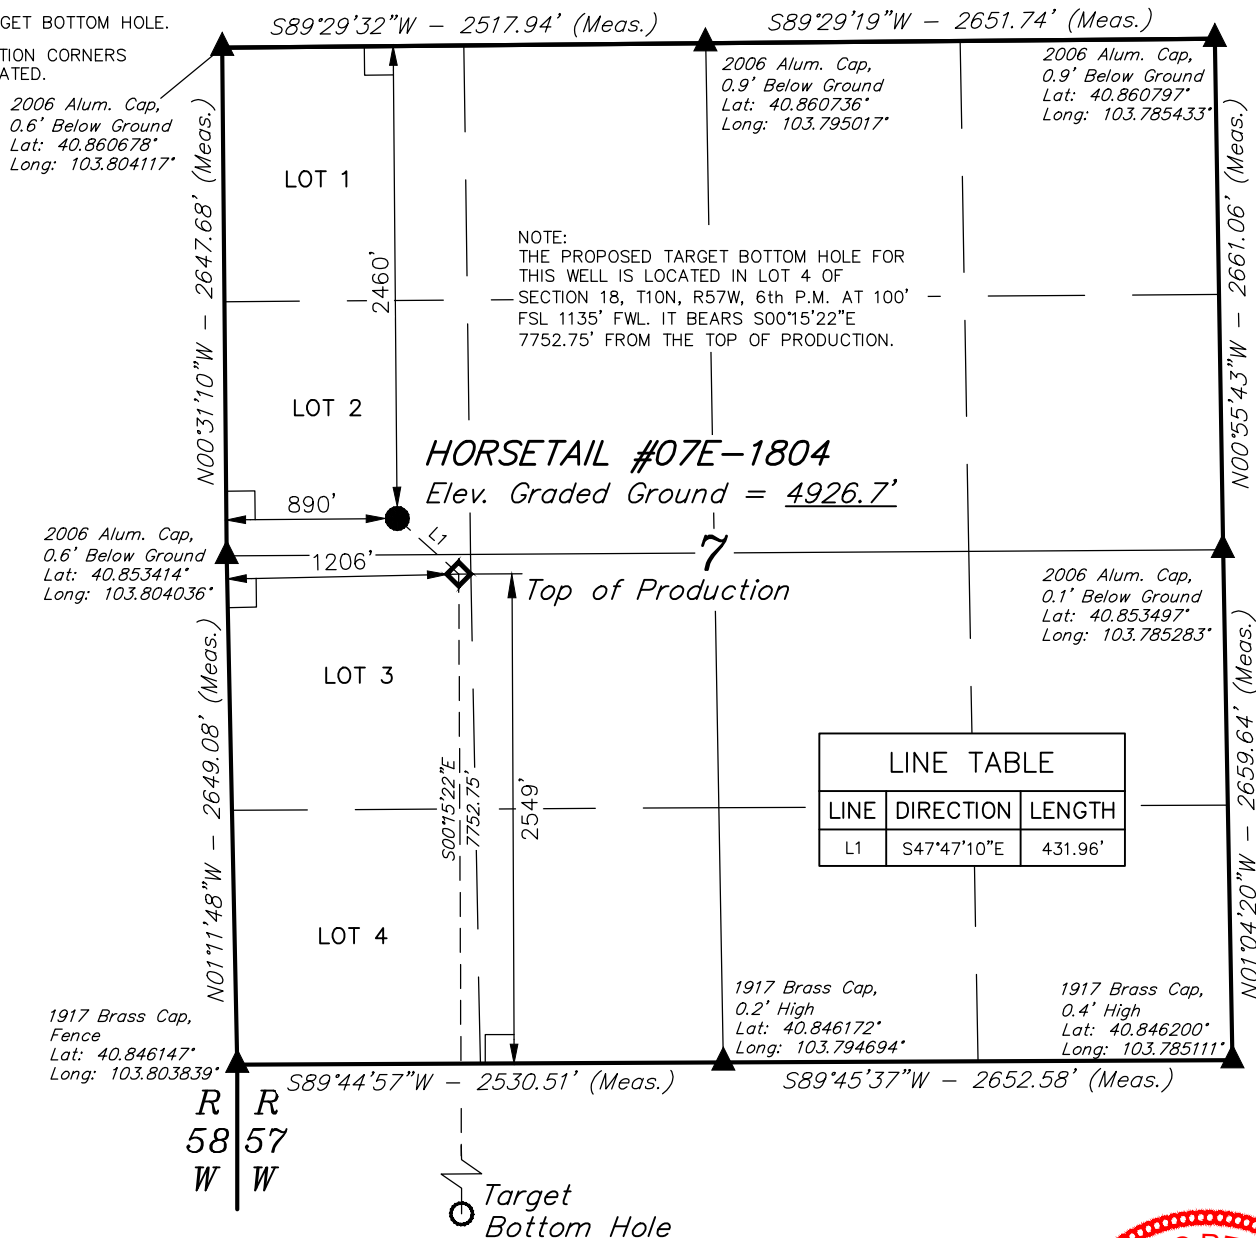 GET BOTTOM HOLE.
TION CORNERS
ATED.
S89°29'32"W – 2517.94' (Meas.)
S89°29'19"W – 2651.74' (Meas.)
2006 Alum. Cap,
0.6' Below Ground
Lat: 40.860678°
Long: 103.804117°
2006 Alum. Cap,
0.9' Below Ground
Lat: 40.860736°
Long: 103.795017°
2006 Alum. Cap,
0.9' Below Ground
Lat: 40.860797°
Long: 103.785433°
N00°31'10"W – 2647.68' (Meas.)
N00°55'43"W – 2661.06' (Meas.)
LOT 1
2460'
NOTE:
THE PROPOSED TARGET BOTTOM HOLE FOR
THIS WELL IS LOCATED IN LOT 4 OF
SECTION 18, T10N, R57W, 6th P.M. AT 100'
FSL 1135' FWL. IT BEARS S00°15'22"E
7752.75' FROM THE TOP OF PRODUCTION.
LOT 2
HORSETAIL #07E–1804
Elev. Graded Ground = 4926.7'
890'
L1
7
1206'
Top of Production
2006 Alum. Cap,
0.6' Below Ground
Lat: 40.853414°
Long: 103.804036°
2006 Alum. Cap,
0.1' Below Ground
Lat: 40.853497°
Long: 103.785283°
N01°11'48"W – 2649.08' (Meas.)
N01°04'20"W – 2659.64' (Meas.)
LOT 3
S00°15'22"E
7752.75'
2549'
LINE TABLE
LINE DIRECTION LENGTH
L1 S47°47'10"E 431.96'
LOT 4
1917 Brass Cap,
Fence
Lat: 40.846147°
Long: 103.803839°
1917 Brass Cap,
0.2' High
Lat: 40.846172°
Long: 103.794694°
1917 Brass Cap,
0.4' High
Lat: 40.846200°
Long: 103.785111°
S89°44'57"W – 2530.51' (Meas.)
S89°45'37"W – 2652.58' (Meas.)
R R
58 57
W W
Target
Bottom Hole